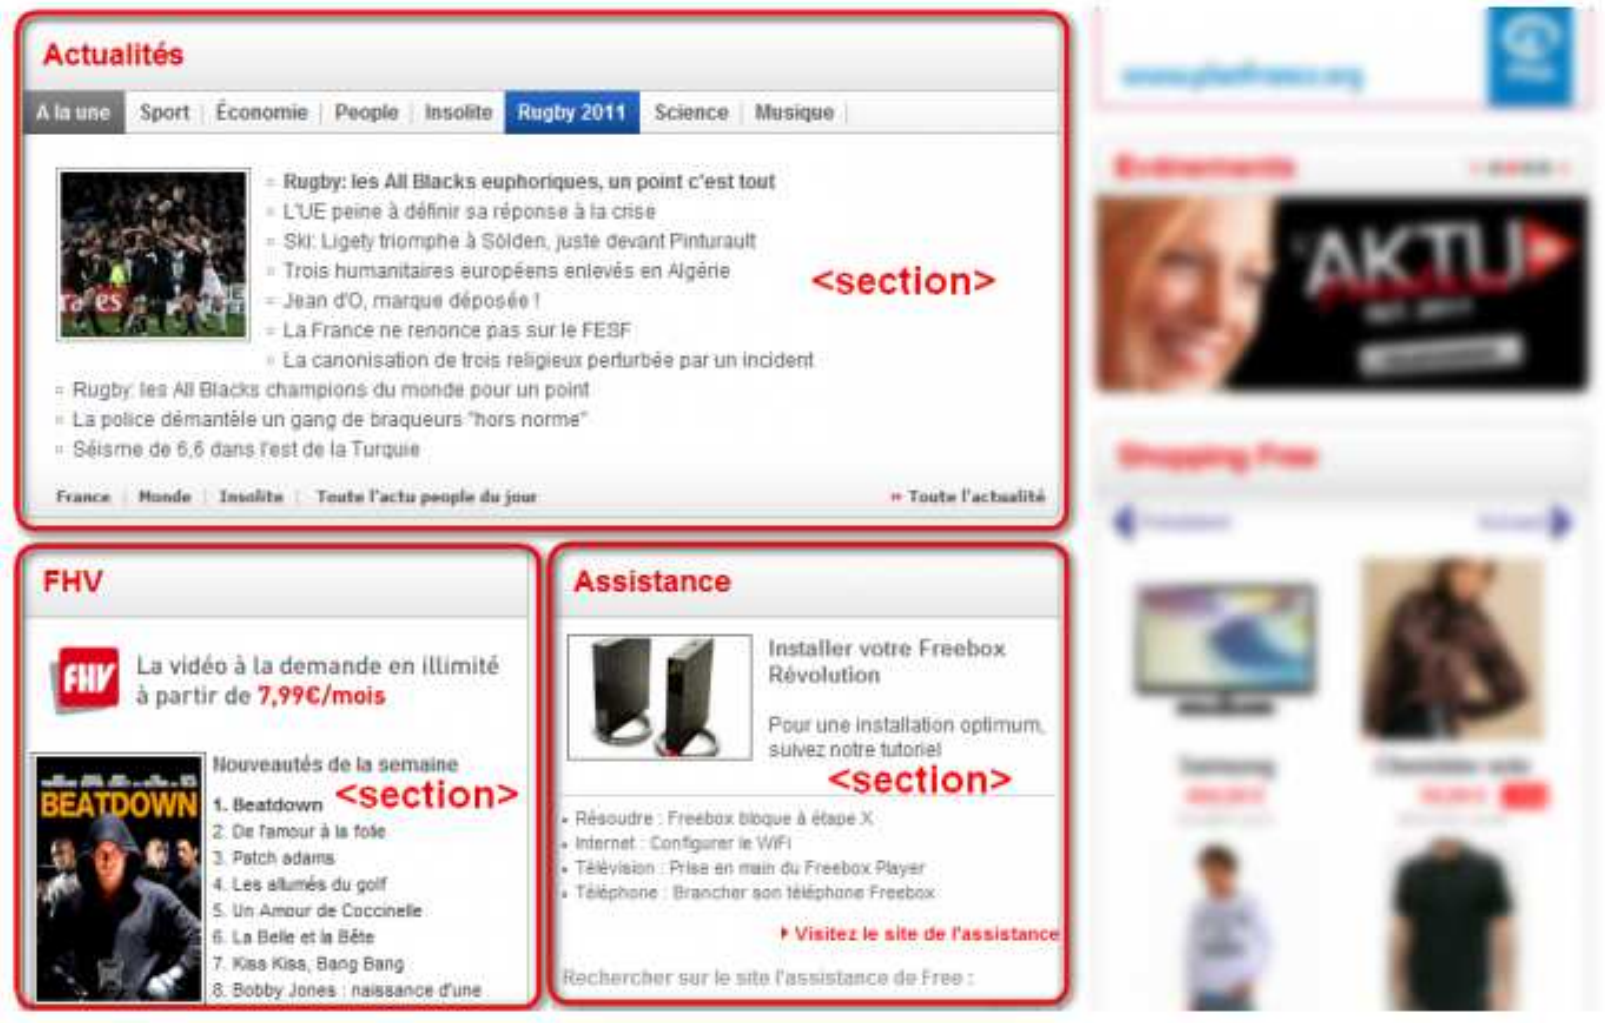 Actualités
A la une | Sport | Économie | People | Insolite | Rugby 2011 | Science | Musique |
Rugby: les All Blacks euphoriques, un point c'est tout
L'UE peine à définir sa réponse à la crise
Ski: Ligety triomphe à Sölden, juste devant Pinturault
Trois humanitaires européens enlevés en Algérie
Jean d'O, marque déposée !
La France ne renonce pas sur le FESF
La canonisation de trois religieux perturbée par un incident
Rugby: les All Blacks champions du monde pour un point
La police démantèle un gang de braqueurs "hors norme"
Séisme de 6,6 dans l'est de la Turquie
<section>
France | Monde | Insolite | Toute l'actu people du jour
» Toute l'actualité
FHV
FHV
La vidéo à la demande en illimité
à partir de 7,99€/mois
BEATDOWN
Nouveautés de la semaine
<section>
1. Beatdown
2. De l'amour à la folie
3. Patch adams
4. Les allumés du golf
5. Un Amour de Coccinelle
6. La Belle et la Bête
7. Kiss Kiss, Bang Bang
8. Bobby Jones : naissance d'une
Assistance
Installer votre Freebox
Révolution
Pour une installation optimum,
suivez notre tutoriel
<section>
Résoudre : Freebox bloque à étape X
Internet : Configurer le WiFi
Télévision : Prise en main du Freebox Player
Téléphone : Brancher son téléphone Freebox
Visitez le site de l'assistance
Rechercher sur le site l'assistance de Free :
Evénements
AKTU
Shopping Free
Samsung